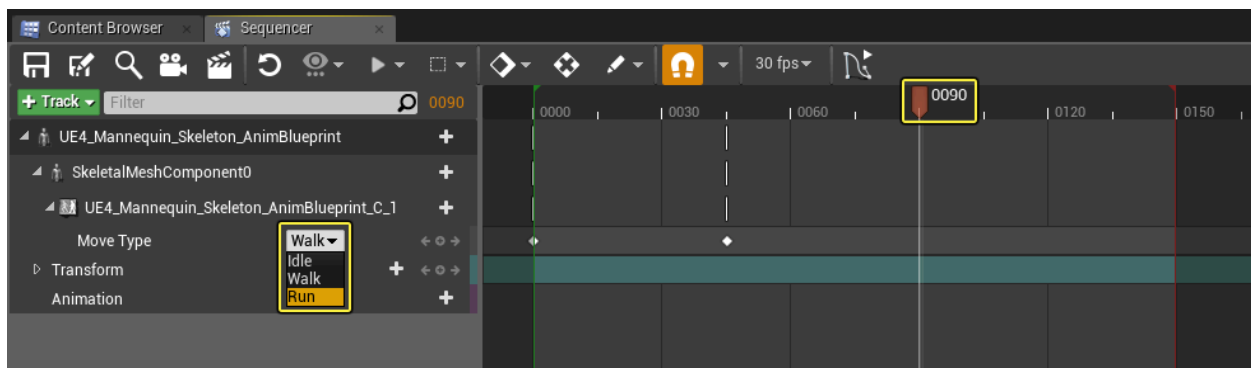 Content Browser
Sequencer
30 fps
Track
Filter
0090
0000
0030
0060
0090
0120
0150
UE4_Mannequin_Skeleton_AnimBlueprint
SkeletalMeshComponent0
UE4_Mannequin_Skeleton_AnimBlueprint_C_1
Move Type
Walk
Idle
Walk
Run
Transform
Animation